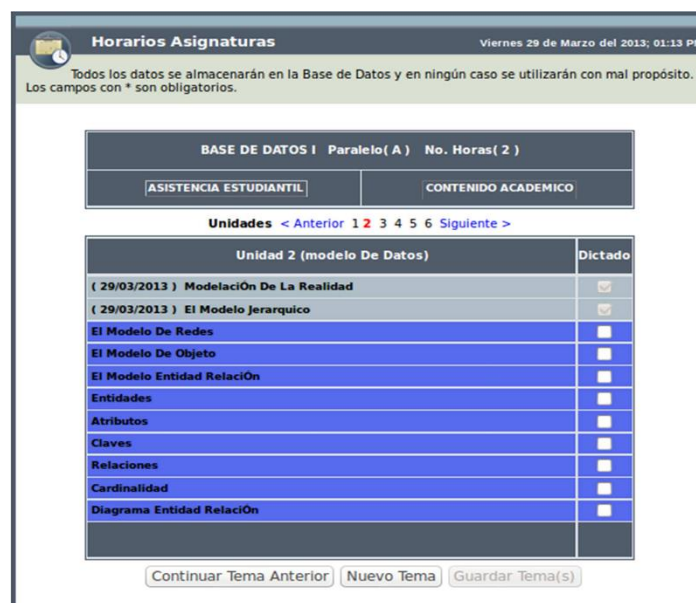 Horarios Asignaturas
Viernes 29 de Marzo del 2013; 01:13
Todos los datos se almacenarán en la Base de Datos y en ningún caso se utilizarán con mal propósito.
Los campos con * son obligatorios.
BASE DE DATOS I Paralelo( A ) No. Horas( 2 )
ASISTENCIA ESTUDIANTIL CONTENIDO ACADEMICO
Unidades < Anterior 1 2 3 4 5 6 Siguiente >
Unidad 2 (modelo De Datos) Dictado
( 29/03/2013 ) ModelaciÓn De La Realidad
( 29/03/2013 ) El Modelo Jerarquico
El Modelo De Redes
El Modelo De Objeto
El Modelo Entidad RelaciÓn
Entidades
Atributos
Claves
Relaciones
Cardinalidad
Diagrama Entidad RelaciÓn
Continuar Tema Anterior Nuevo Tema Guardar Tema(s)